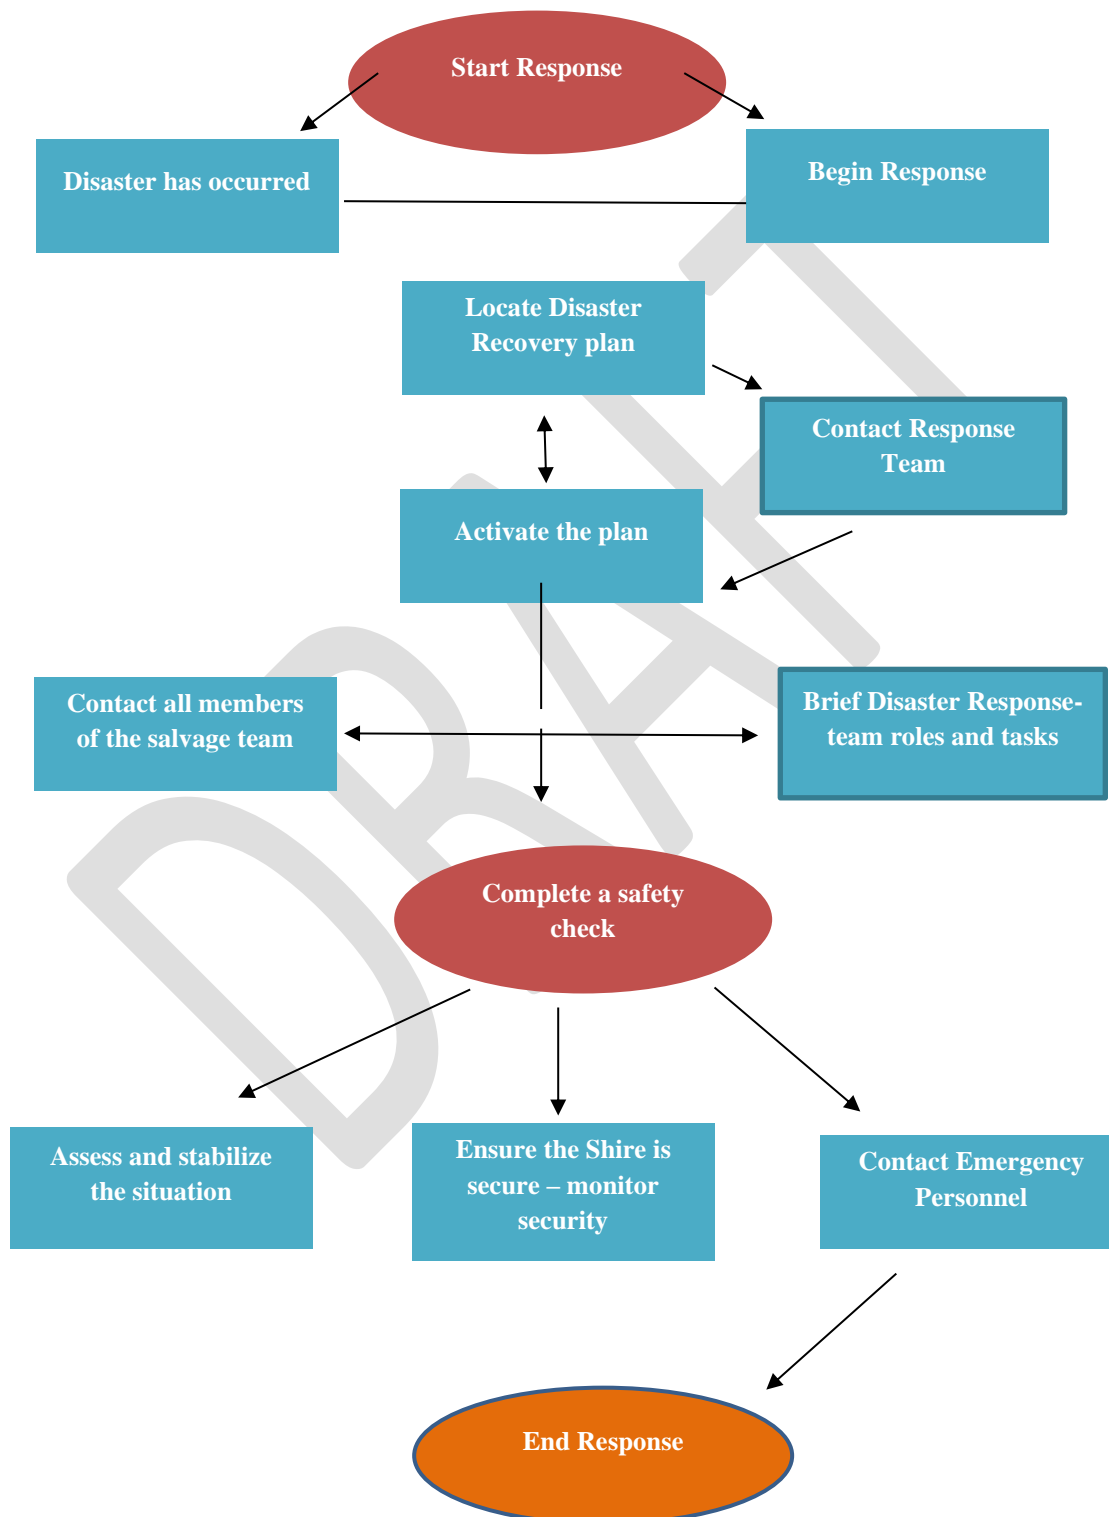 Start Response
Disaster has occurred
Begin Response
Locate Disaster
Recovery plan
Contact Response
Team
Activate the plan
Contact all members
of the salvage team
Brief Disaster Response-
team roles and tasks
Complete a safety
check
Assess and stabilize
the situation
Ensure the Shire is
secure – monitor
security
Contact Emergency
Personnel
End Response
DRAFT